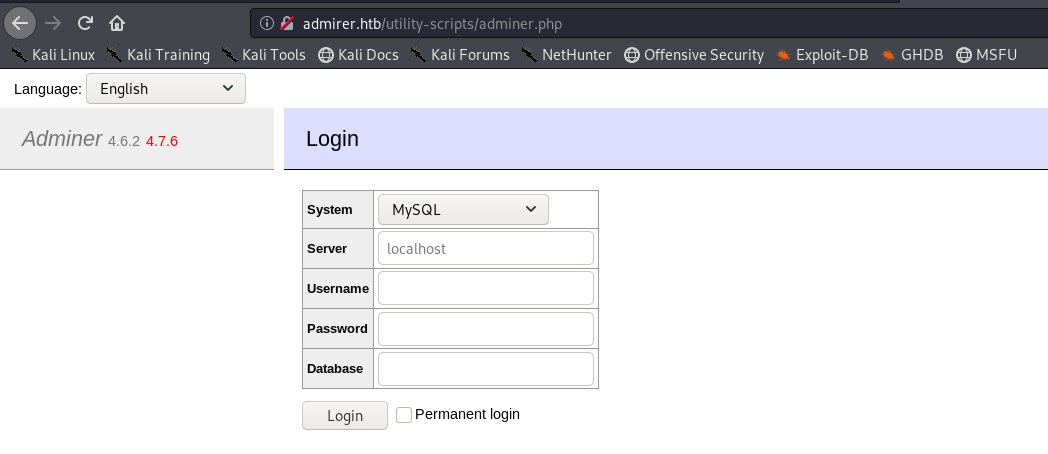 admirer.htb/utility-scripts/adminer.php
Kali Linux Kali Training Kali Tools Kali Docs Kali Forums NetHunter Offensive Security Exploit-DB GHDB MSFU
Language: English
Adminer 4.6.2 4.7.6
Login
System MySQL
Server localhost
Username
Password
Database
Login Permanent login